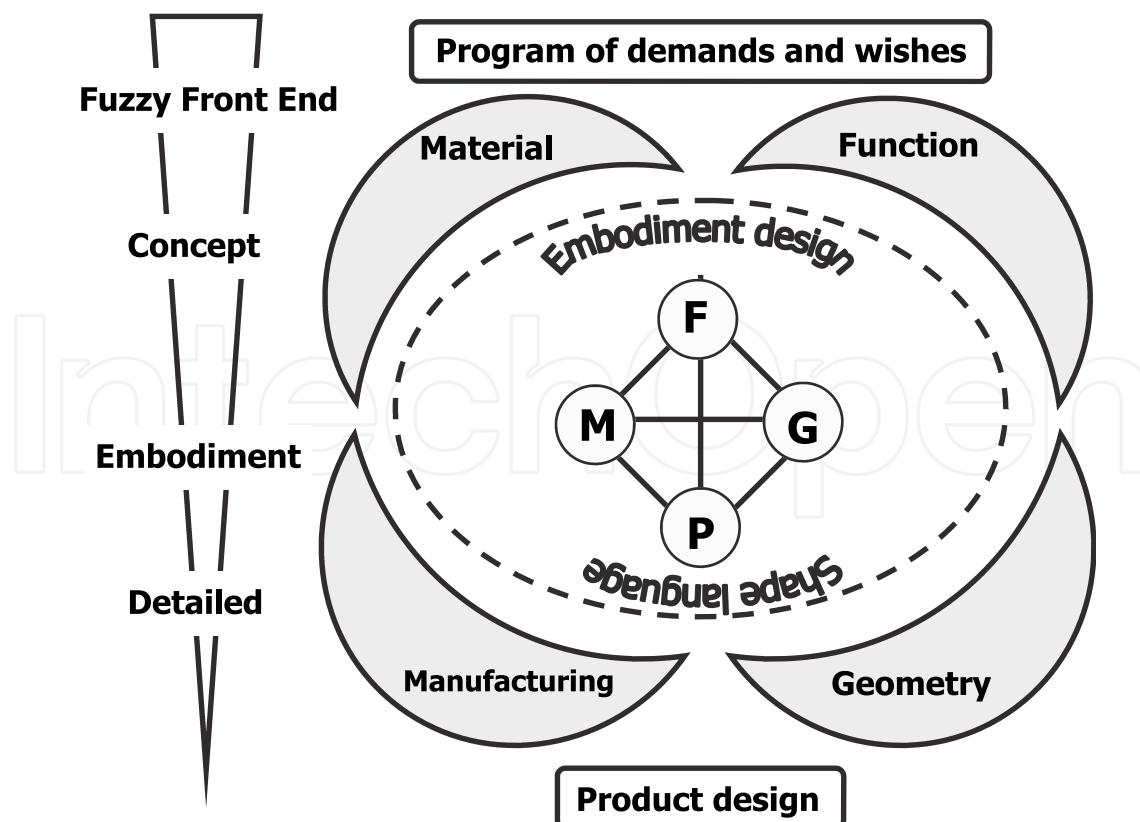 Program of demands and wishes
Fuzzy Front End
Material
Function
Concept
Embodiment design
F
M
G
Embodiment
P
Shape language
Detailed
Manufacturing
Geometry
Product design
IntechOpen